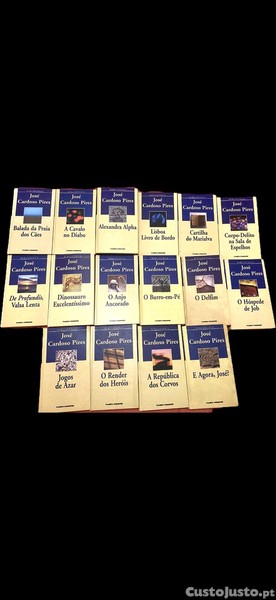 José
Cardoso Pires
Balada da Praia
dos Cães
José
Cardoso Pires
A Cavalo
no Diabo
José
Cardoso Pires
Alexandra Alpha
José
Cardoso Pires
Lisboa
Livro de Bordo
José
Cardoso Pires
Cartilha
do Marialva
José
Cardoso Pires
Corpo-Delito
na Sala de
Espelhos
José
Cardoso Pires
De Profundis,
Valsa Lenta
José
Cardoso Pires
Dinossauro
Excelentíssimo
José
Cardoso Pires
O Anjo
Ancorado
José
Cardoso Pires
O Burro-em-Pé
José
Cardoso Pires
O Delfim
José
Cardoso Pires
O Hóspede
de Job
José
Cardoso Pires
Jogos
de Azar
José
Cardoso Pires
O Render
dos Heróis
José
Cardoso Pires
A República
dos Corvos
José
Cardoso Pires
E Agora, José?
CustoJusto.pt